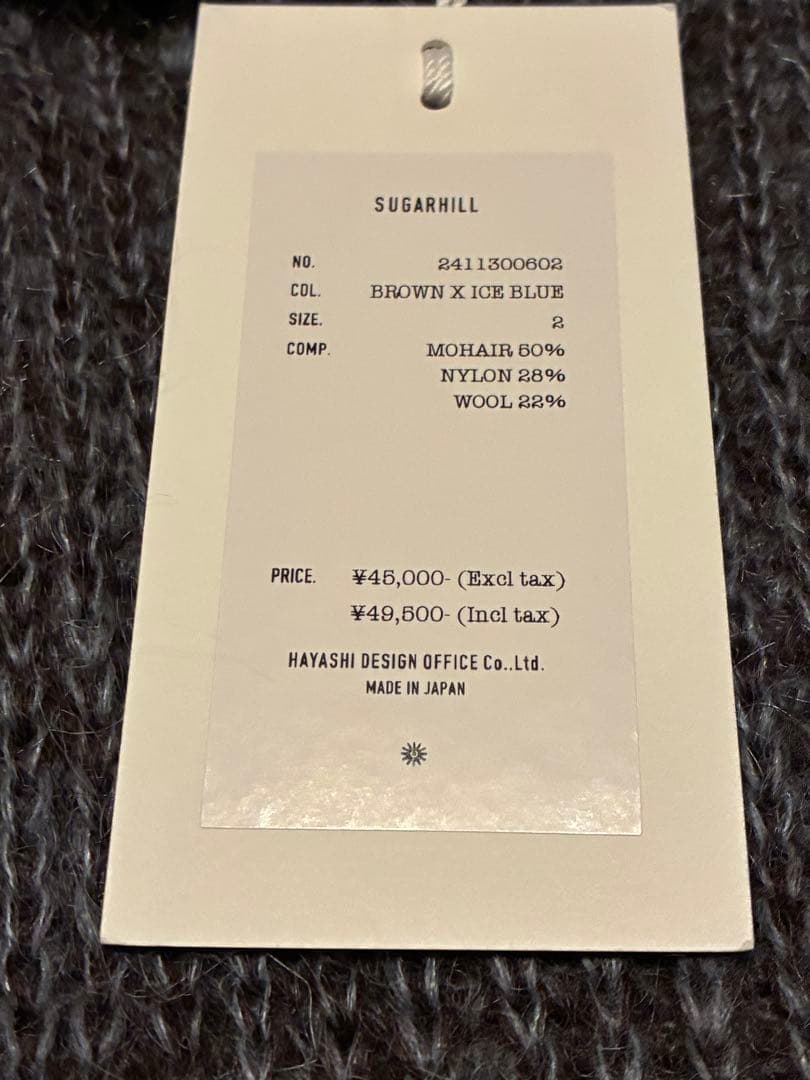 SUGARHILL
NO. 2411300602
COL. BROWN X ICE BLUE
SIZE. 2
COMP. MOHAIR 50%
NYLON 28%
WOOL 22%
PRICE. ¥45,000- (Excl tax)
¥49,500- (Incl tax)
HAYASHI DESIGN OFFICE Co.,Ltd.
MADE IN JAPAN